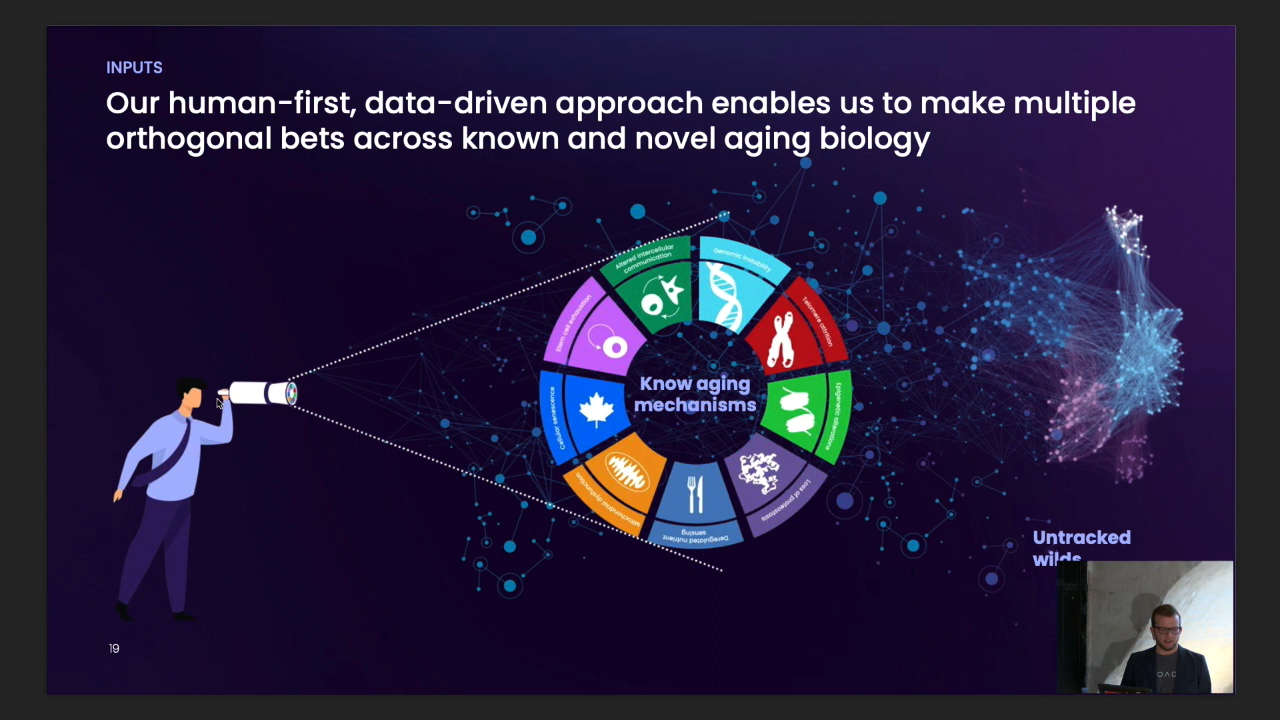 INPUTS
Our human-first, data-driven approach enables us to make multiple
orthogonal bets across known and novel aging biology
Altered intercellular
communication
Genomic instability
Stem cell exhaustion
Telomere attrition
Know aging
mechanisms
Cellular senescence
Epigenetic alterations
Mitochondrial dysfunction
Loss of proteostasis
Deregulated nutrient
sensing
Untracked
wilds
19